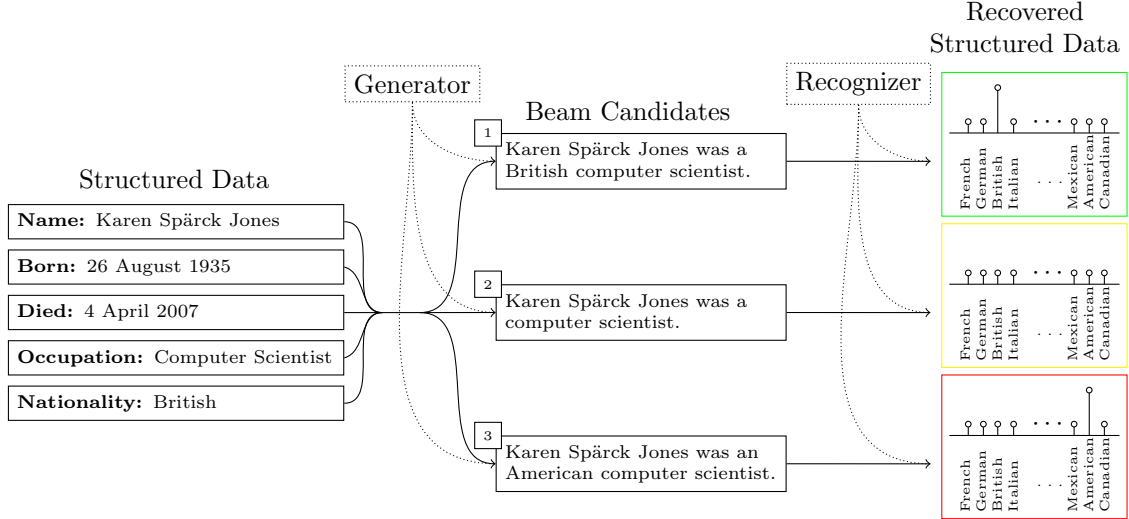 Structured Data
Name: Karen Spärck Jones
Born: 26 August 1935
Died: 4 April 2007
Occupation: Computer Scientist
Nationality: British
Generator
Beam Candidates
1
Karen Spärck Jones was a
British computer scientist.
2
Karen Spärck Jones was a
computer scientist.
3
Karen Spärck Jones was an
American computer scientist.
Recognizer
Recovered
Structured Data
French
German
British
Italian
. . .
Mexican
American
Canadian
French
German
British
Italian
. . .
Mexican
American
Canadian
French
German
British
Italian
. . .
Mexican
American
Canadian